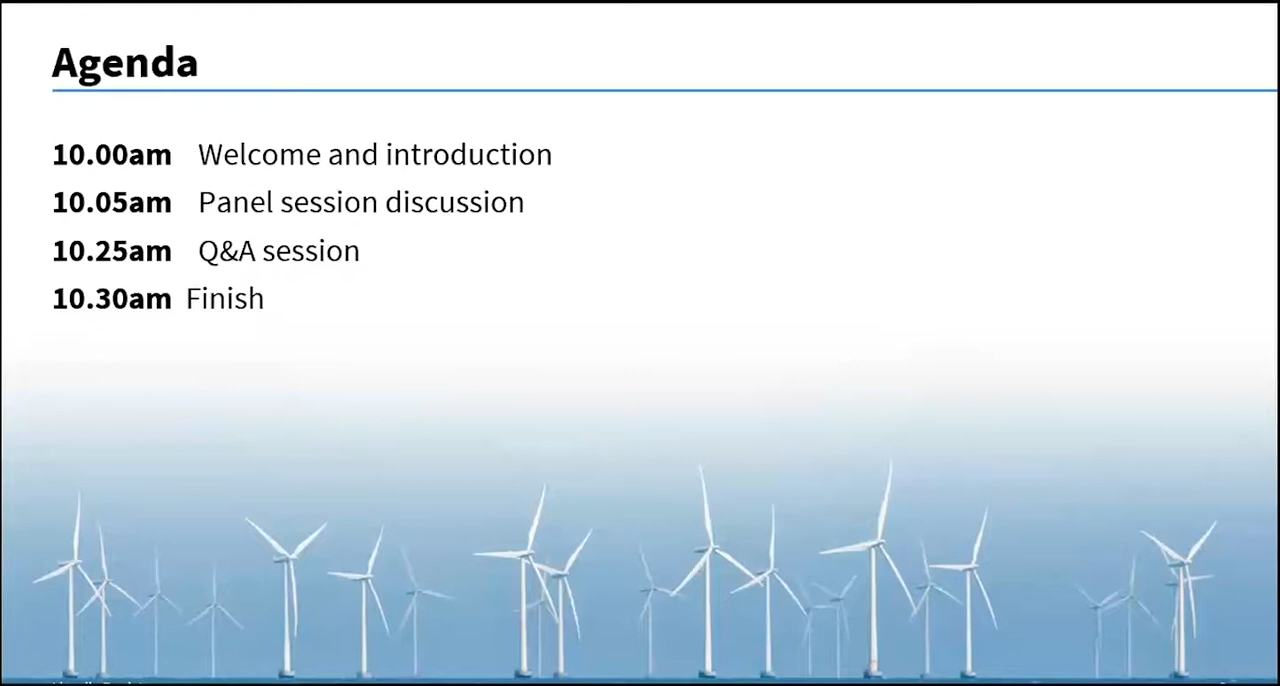 Agenda
10.00am Welcome and introduction
10.05am Panel session discussion
10.25am Q&A session
10.30am Finish